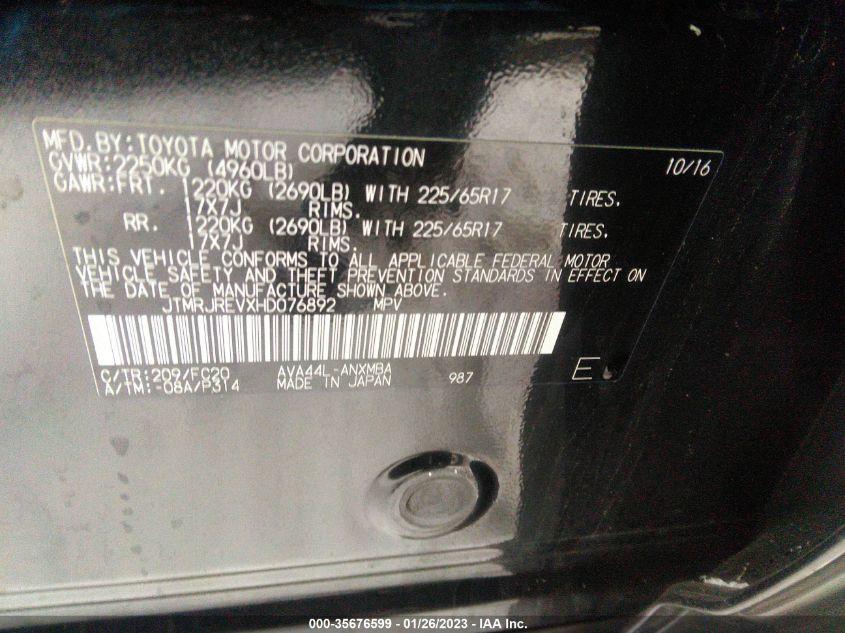 MFD. BY: TOYOTA MOTOR CORPORATION 10/16
GVWR: 2250KG (4960LB)
GAWR: FRT. 1220KG (2690LB) WITH 225/65R17 TIRES,
17X7J RIMS.
RR. 1220KG (2690LB) WITH 225/65R17 TIRES,
17X7J RIMS.
THIS VEHICLE CONFORMS TO ALL APPLICABLE FEDERAL MOTOR
VEHICLE SAFETY AND THEFT PREVENTION STANDARDS IN EFFECT ON
THE DATE OF MANUFACTURE SHOWN ABOVE.
JTMRJREVXHD076892 MPV
C/TR: 209/FC20 AVA44L-ANXMBA
A/TM: -08A/P314 MADE IN JAPAN 987 E
000-35676599 / 01/26/2023 - IAA Inc.